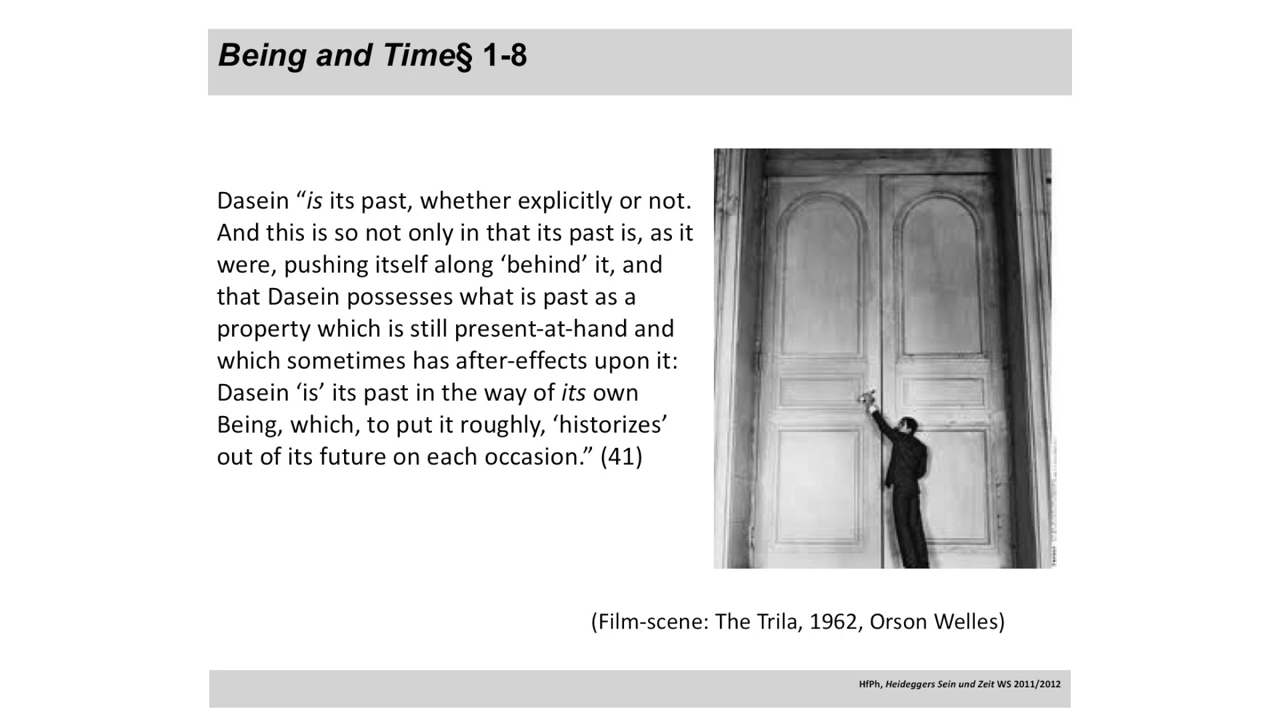 Being and Time§ 1-8
Dasein “is its past, whether explicitly or not.
And this is so not only in that its past is, as it
were, pushing itself along ‘behind’ it, and
that Dasein possesses what is past as a
property which is still present-at-hand and
which sometimes has after-effects upon it:
Dasein ‘is’ its past in the way of its own
Being, which, to put it roughly, ‘historizes’
out of its future on each occasion.” (41)
(Film-scene: The Trila, 1962, Orson Welles)
HfPh, Heideggers Sein und Zeit WS 2011/2012